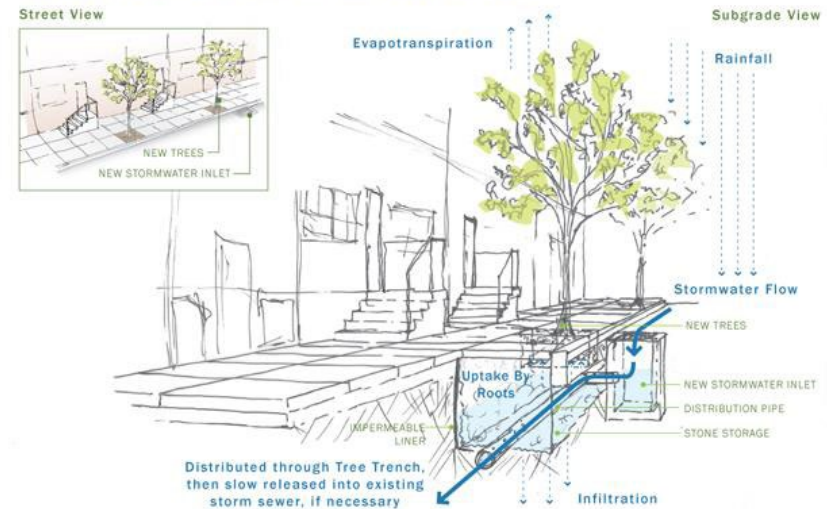 Street View
Subgrade View
NEW TREES
NEW STORMWATER INLET
Evapotranspiration
Rainfall
Stormwater Flow
NEW TREES
Uptake By
Roots
NEW STORMWATER INLET
DISTRIBUTION PIPE
IMPERMEABLE
LINER
STONE STORAGE
Distributed through Tree Trench,
then slow released into existing
storm sewer, if necessary
Infiltration